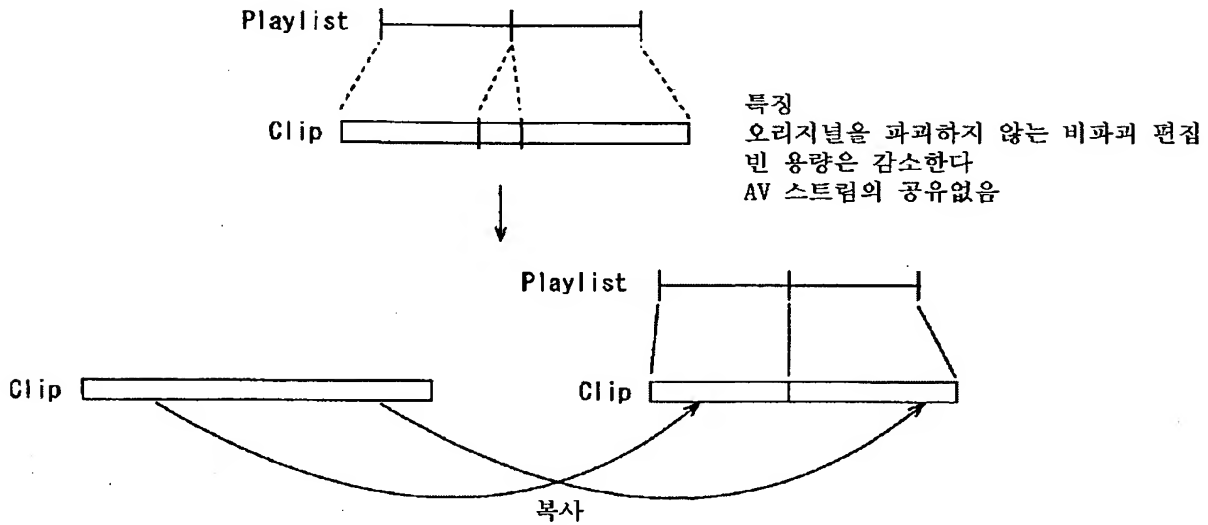 Playlist
Clip
특징
오리지널을 파괴하지 않는 비파괴 편집
빈 용량은 감소한다
AV 스트림의 공유없음
Playlist
Clip
Clip
복사